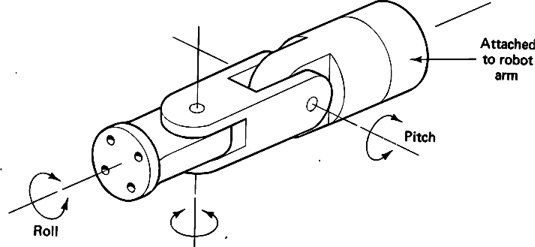 Attached
to robot
arm
Pitch
Roll